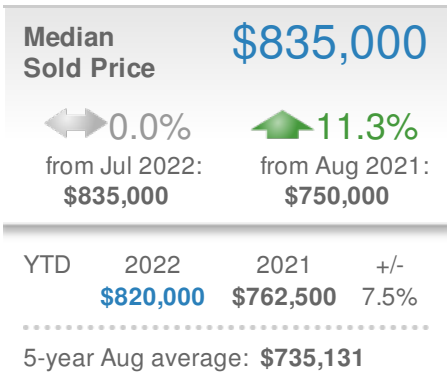 Median $835,000
Sold Price
0.0% 11.3%
from Jul 2022: from Aug 2021:
$835,000 $750,000
YTD 2022 2021 +/-
$820,000 $762,500 7.5%
5-year Aug average: $735,131